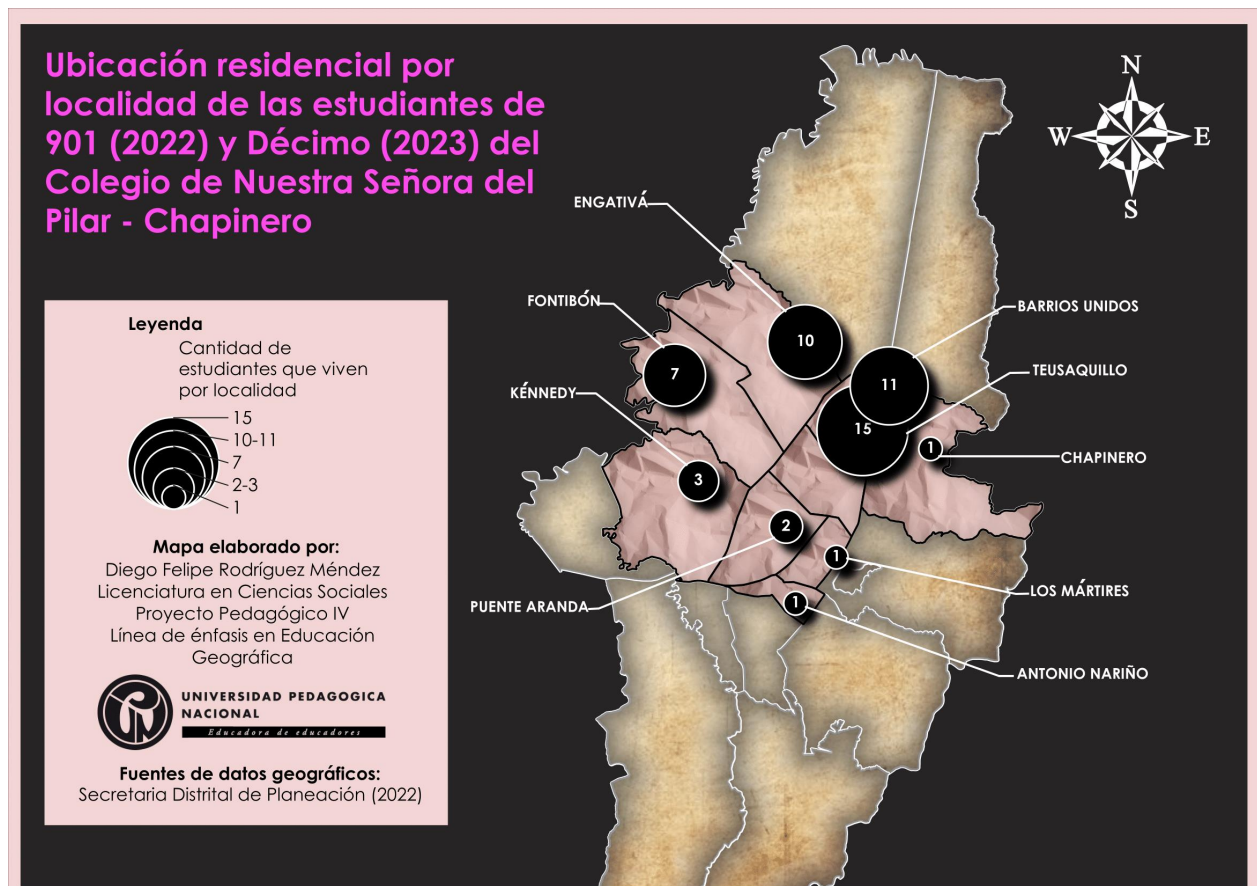 Ubicación residencial por
localidad de las estudiantes de
901 (2022) y Décimo (2023) del
Colegio de Nuestra Señora del
Pilar - Chapinero
N
W
E
S
ENGATIVÁ
FONTIBÓN
KÉNNEDY
PUENTE ARANDA
BARRIOS UNIDOS
TEUSAQUILLO
CHAPINERO
LOS MÁRTIRES
ANTONIO NARIÑO
10
7
11
15
1
3
2
1
1
Leyenda
Cantidad de
estudiantes que viven
por localidad
15
10-11
7
2-3
1
Mapa elaborado por:
Diego Felipe Rodríguez Méndez
Licenciatura en Ciencias Sociales
Proyecto Pedagógico IV
Línea de énfasis en Educación
Geográfica
UNIVERSIDAD PEDAGOGICA
NACIONAL
Educadora de educadores
Fuentes de datos geográficos:
Secretaria Distrital de Planeación (2022)